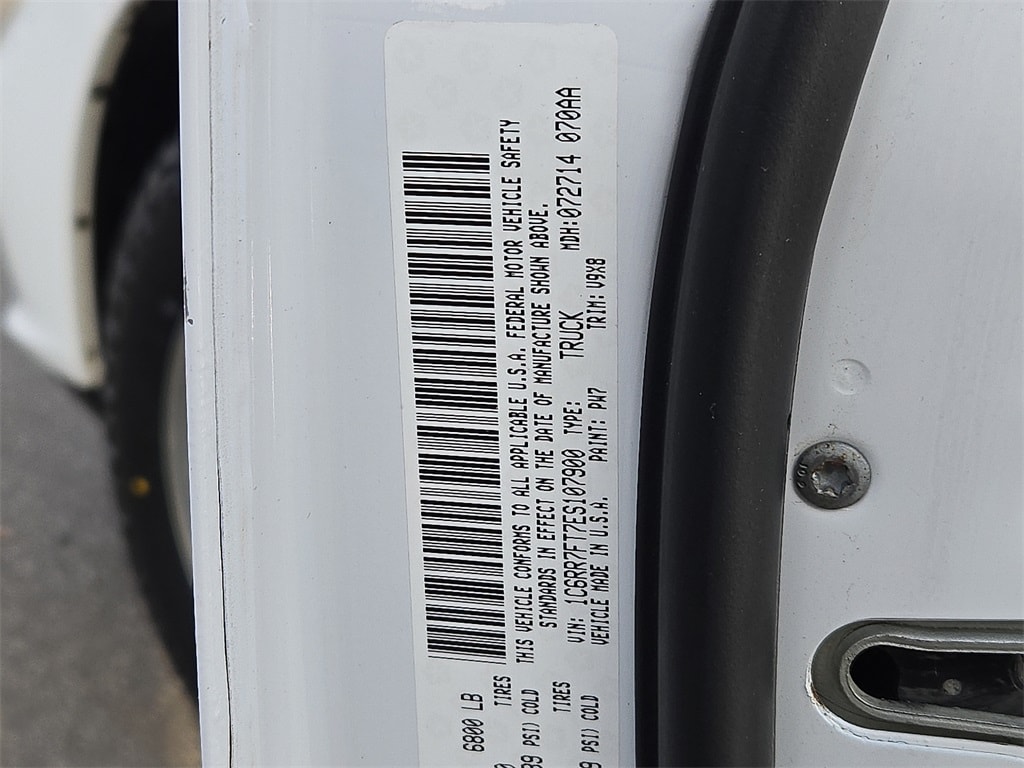 6800 LB
TIRES
39 PSI) COLD
THIS VEHICLE CONFORMS TO ALL APPLICABLE U.S.A. FEDERAL MOTOR VEHICLE SAFETY
STANDARDS IN EFFECT ON THE DATE OF MANUFACTURE SHOWN ABOVE.
TIRES
9 PSI) COLD
VIN: 1C6RR7FT7ES107900 TYPE: TRUCK MDH:072714 070AA
VEHICLE MADE IN U.S.A. PAINT: PW7 TRIM: V9X8